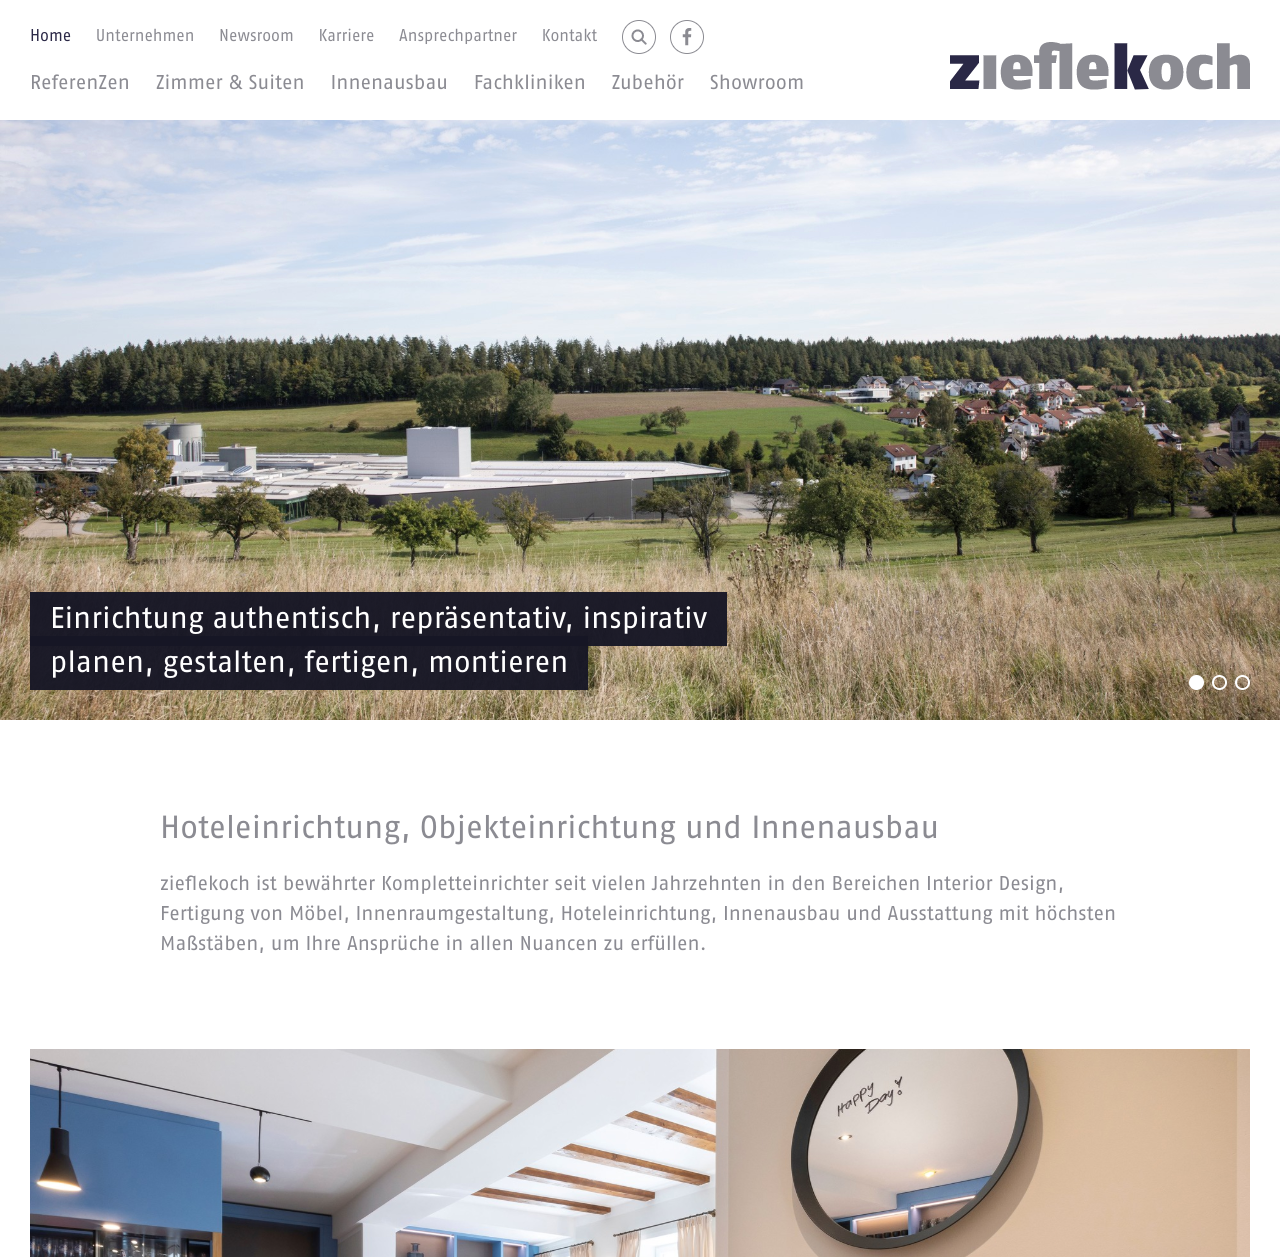 Home Unternehmen Newsroom Karriere Ansprechpartner Kontakt
ReferenZen Zimmer & Suiten Innenausbau Fachkliniken Zubehör Showroom
zieflekoch
Einrichtung authentisch, repräsentativ, inspirativ
planen, gestalten, fertigen, montieren
Hoteleinrichtung, Objekteinrichtung und Innenausbau
zieflekoch ist bewährter Kompletteinrichter seit vielen Jahrzehnten in den Bereichen Interior Design,
Fertigung von Möbel, Innenraumgestaltung, Hoteleinrichtung, Innenausbau und Ausstattung mit höchsten
Maßstäben, um Ihre Ansprüche in allen Nuancen zu erfüllen.
Happy
Day!